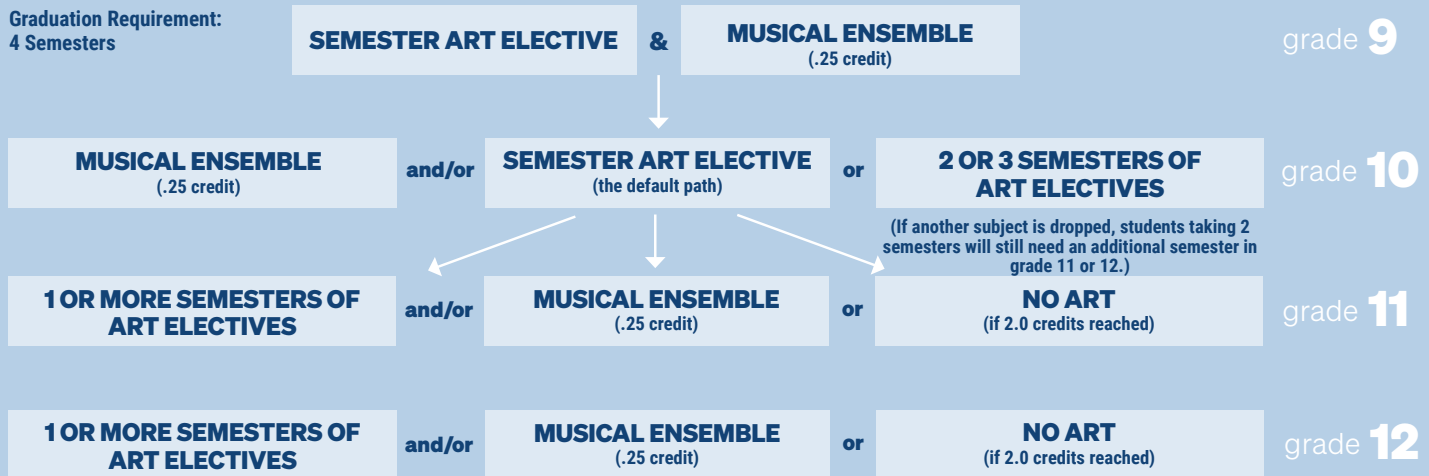 Graduation Requirement:
4 Semesters
SEMESTER ART ELECTIVE
&
MUSICAL ENSEMBLE
(.25 credit)
grade 9
MUSICAL ENSEMBLE
(.25 credit)
and/or
SEMESTER ART ELECTIVE
(the default path)
or
2 OR 3 SEMESTERS OF
ART ELECTIVES
grade 10
(If another subject is dropped, students taking 2
semesters will still need an additional semester in
grade 11 or 12.)
1 OR MORE SEMESTERS OF
ART ELECTIVES
and/or
MUSICAL ENSEMBLE
(.25 credit)
or
NO ART
(if 2.0 credits reached)
grade 11
1 OR MORE SEMESTERS OF
ART ELECTIVES
and/or
MUSICAL ENSEMBLE
(.25 credit)
or
NO ART
(if 2.0 credits reached)
grade 12